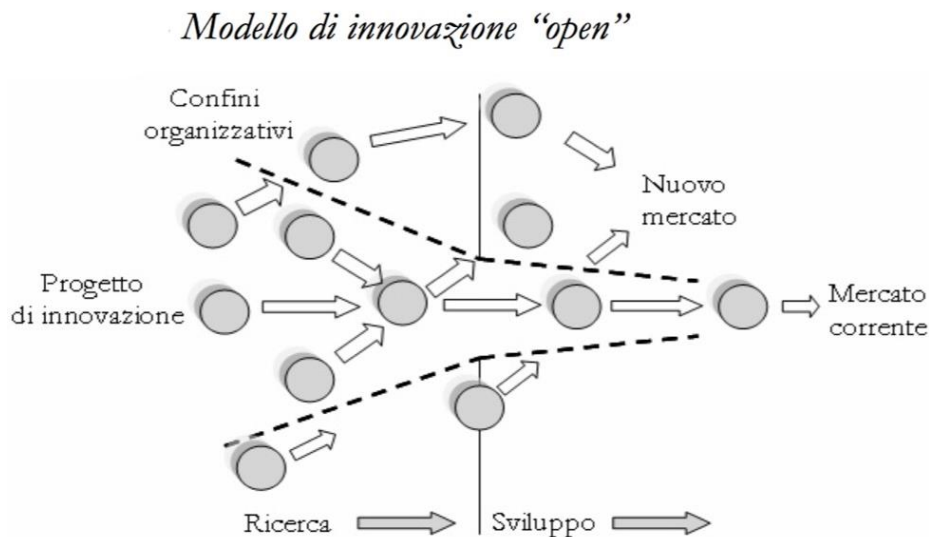 Modello di innovazione “open”
Confini
organizzativi
Nuovo
mercato
Progetto
di innovazione
Mercato
corrente
Ricerca
Sviluppo